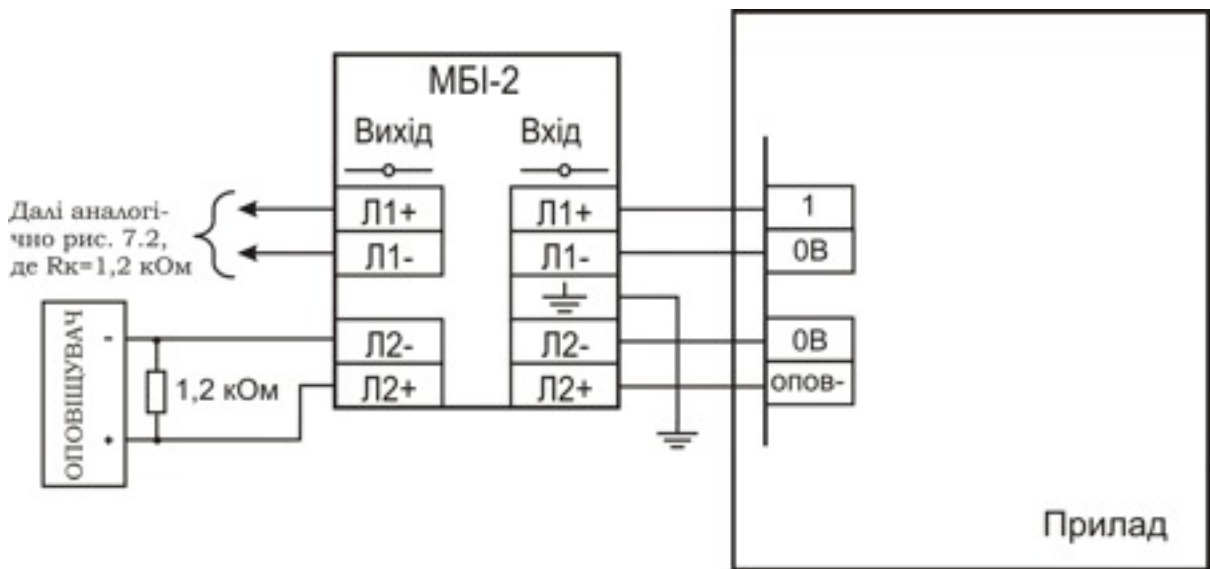 МБІ-2
Вихід
Вхід
Далі аналогі-
чно рис. 7.2,
де Rк=1,2 кОм
Л1+
Л1-
Л2-
Л2+
Л1+
Л1-
Л2-
Л2+
1
0В
0В
опов-
ОПОВІЩУВАЧ
-
+
1,2 кОм
Прилад